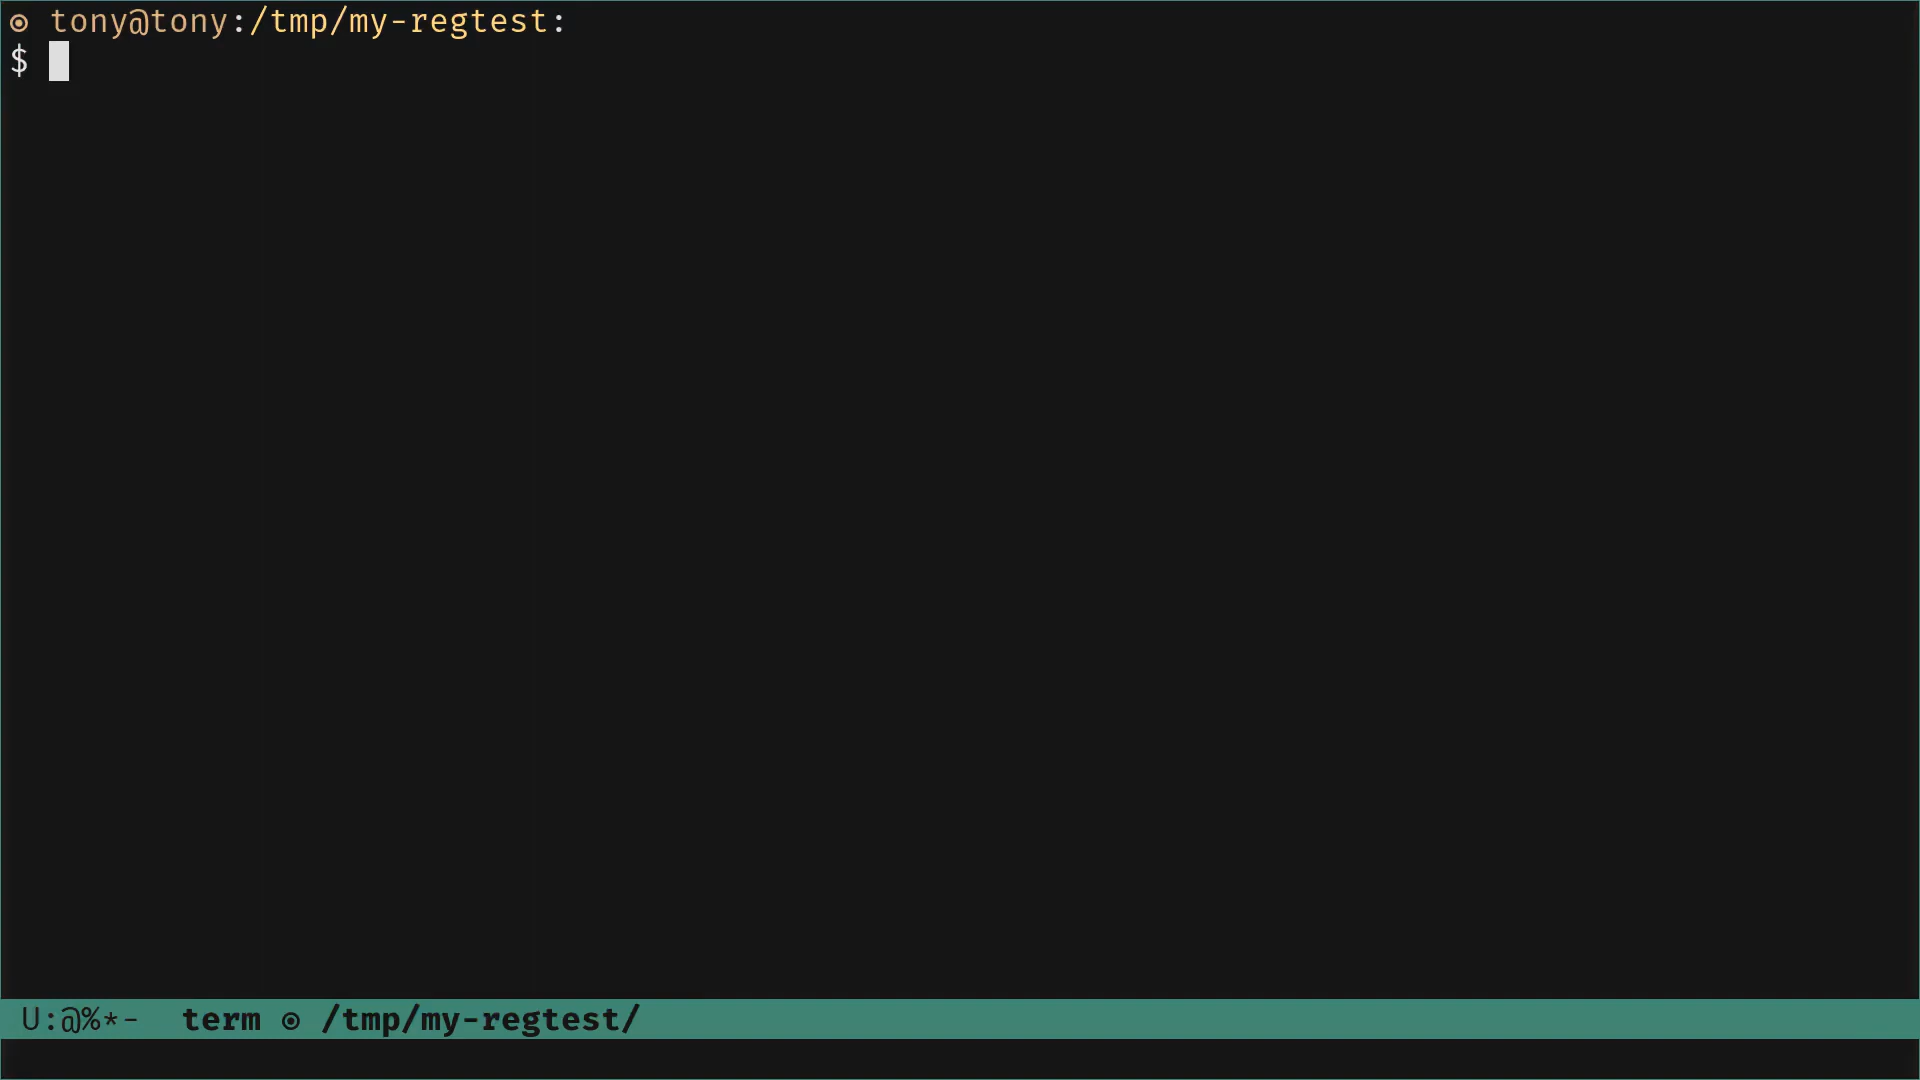 ⊙ tony@tony:/tmp/my-regtest:
$
U:@%*-  term ⊙ /tmp/my-regtest/